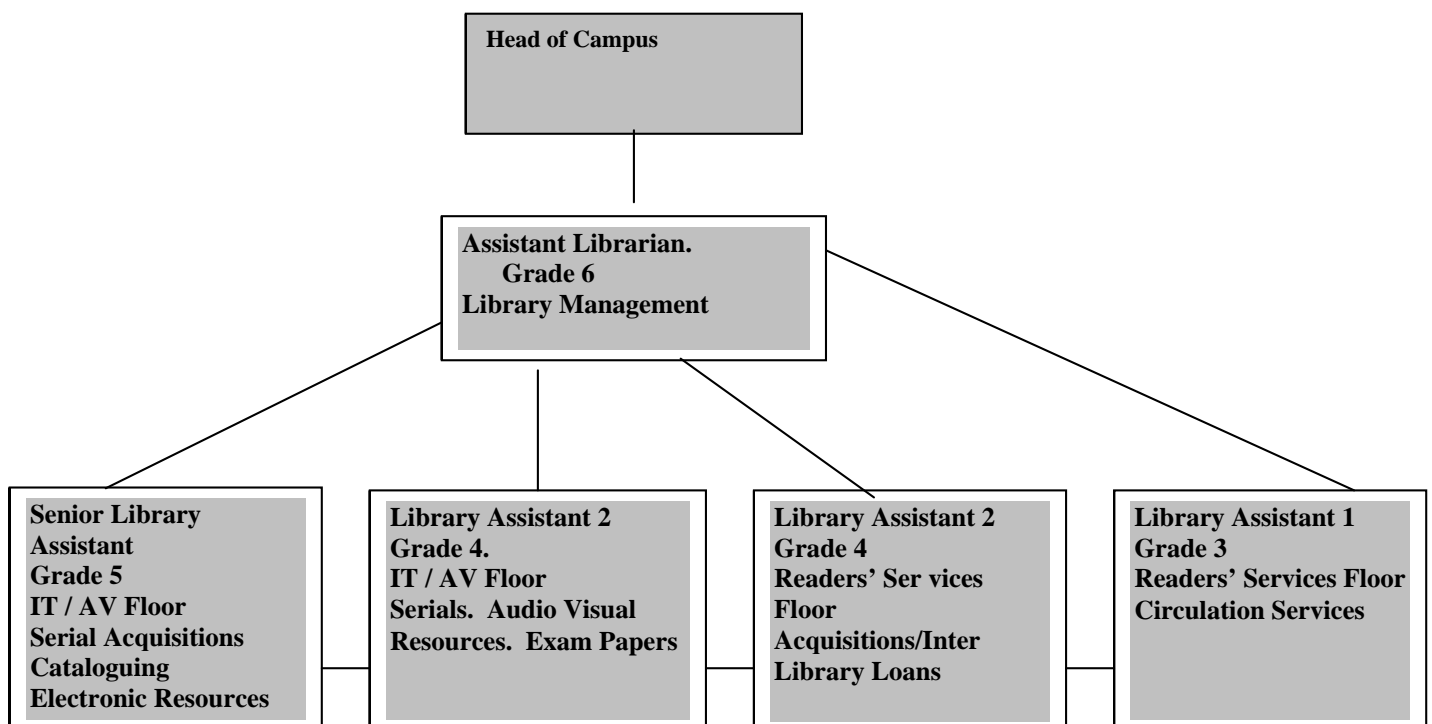 Head of Campus
Assistant Librarian.
Grade 6
Library Management
Senior Library
Assistant
Grade 5
IT / AV Floor
Serial Acquisitions
Cataloguing
Electronic Resources
Library Assistant 2
Grade 4.
IT / AV Floor
Serials.  Audio Visual
Resources.  Exam Papers
Library Assistant 2
Grade 4
Readers’ Ser vices
Floor
Acquisitions/Inter
Library Loans
Library Assistant 1
Grade 3
Readers’ Services Floor
Circulation Services